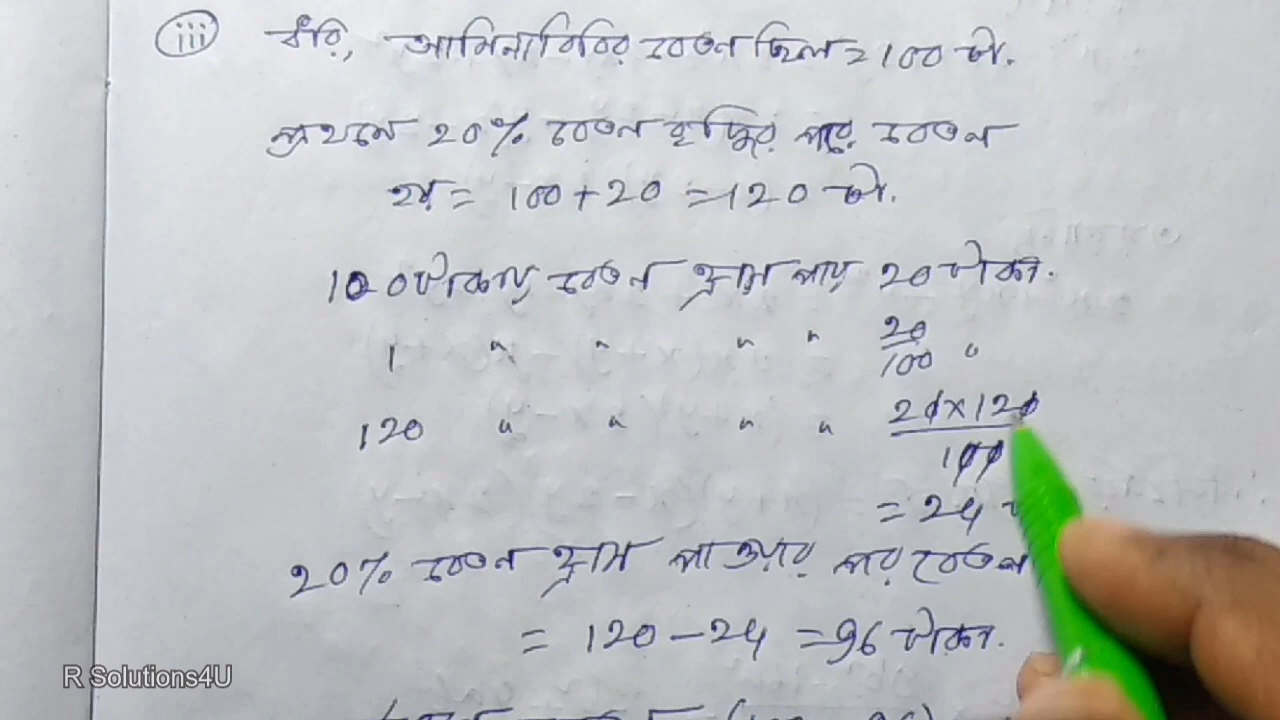 iii ধরি, আমিনাবিবির বেতন ছিল = 100 টা.
প্রথমে 20% বেতন বৃদ্ধির পরে বেতন
হয় = 100 + 20 = 120 টা.
100 টাকায় বেতন হ্রাস পায় 20 টাকা.
1 " " " " 20/100 "
120 " " " " 20×120/100
= 24
20% বেতন হ্রাস পাওয়ার পর বেতন
= 120 – 24 = 96 টাকা.
R Solutions4U